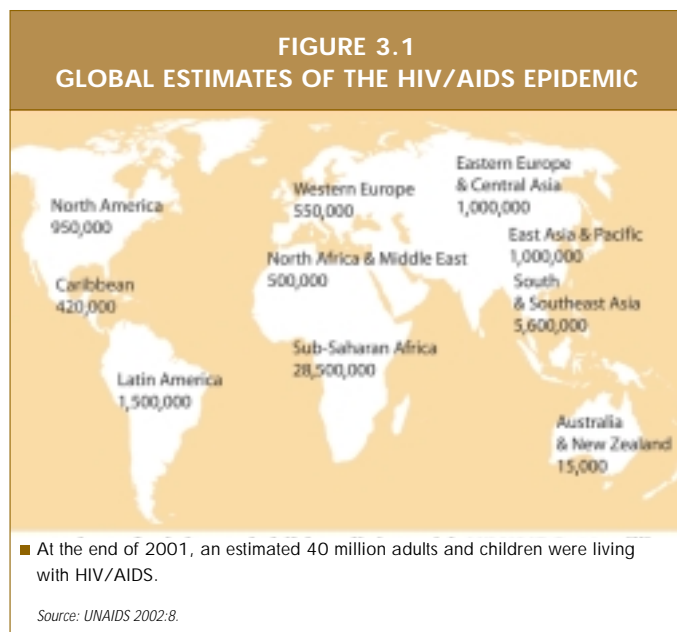 FIGURE 3.1
GLOBAL ESTIMATES OF THE HIV/AIDS EPIDEMIC
Eastern Europe
& Central Asia
1,000,000
Western Europe
550,000
North America
950,000
East Asia & Pacific
1,000,000
North Africa & Middle East
500,000
Caribbean
420,000
South
& Southeast Asia
5,600,000
Sub-Saharan Africa
28,500,000
Latin America
1,500,000
Australia
& New Zealand
15,000
■ At the end of 2001, an estimated 40 million adults and children were living
with HIV/AIDS.
Source: UNAIDS 2002:8.